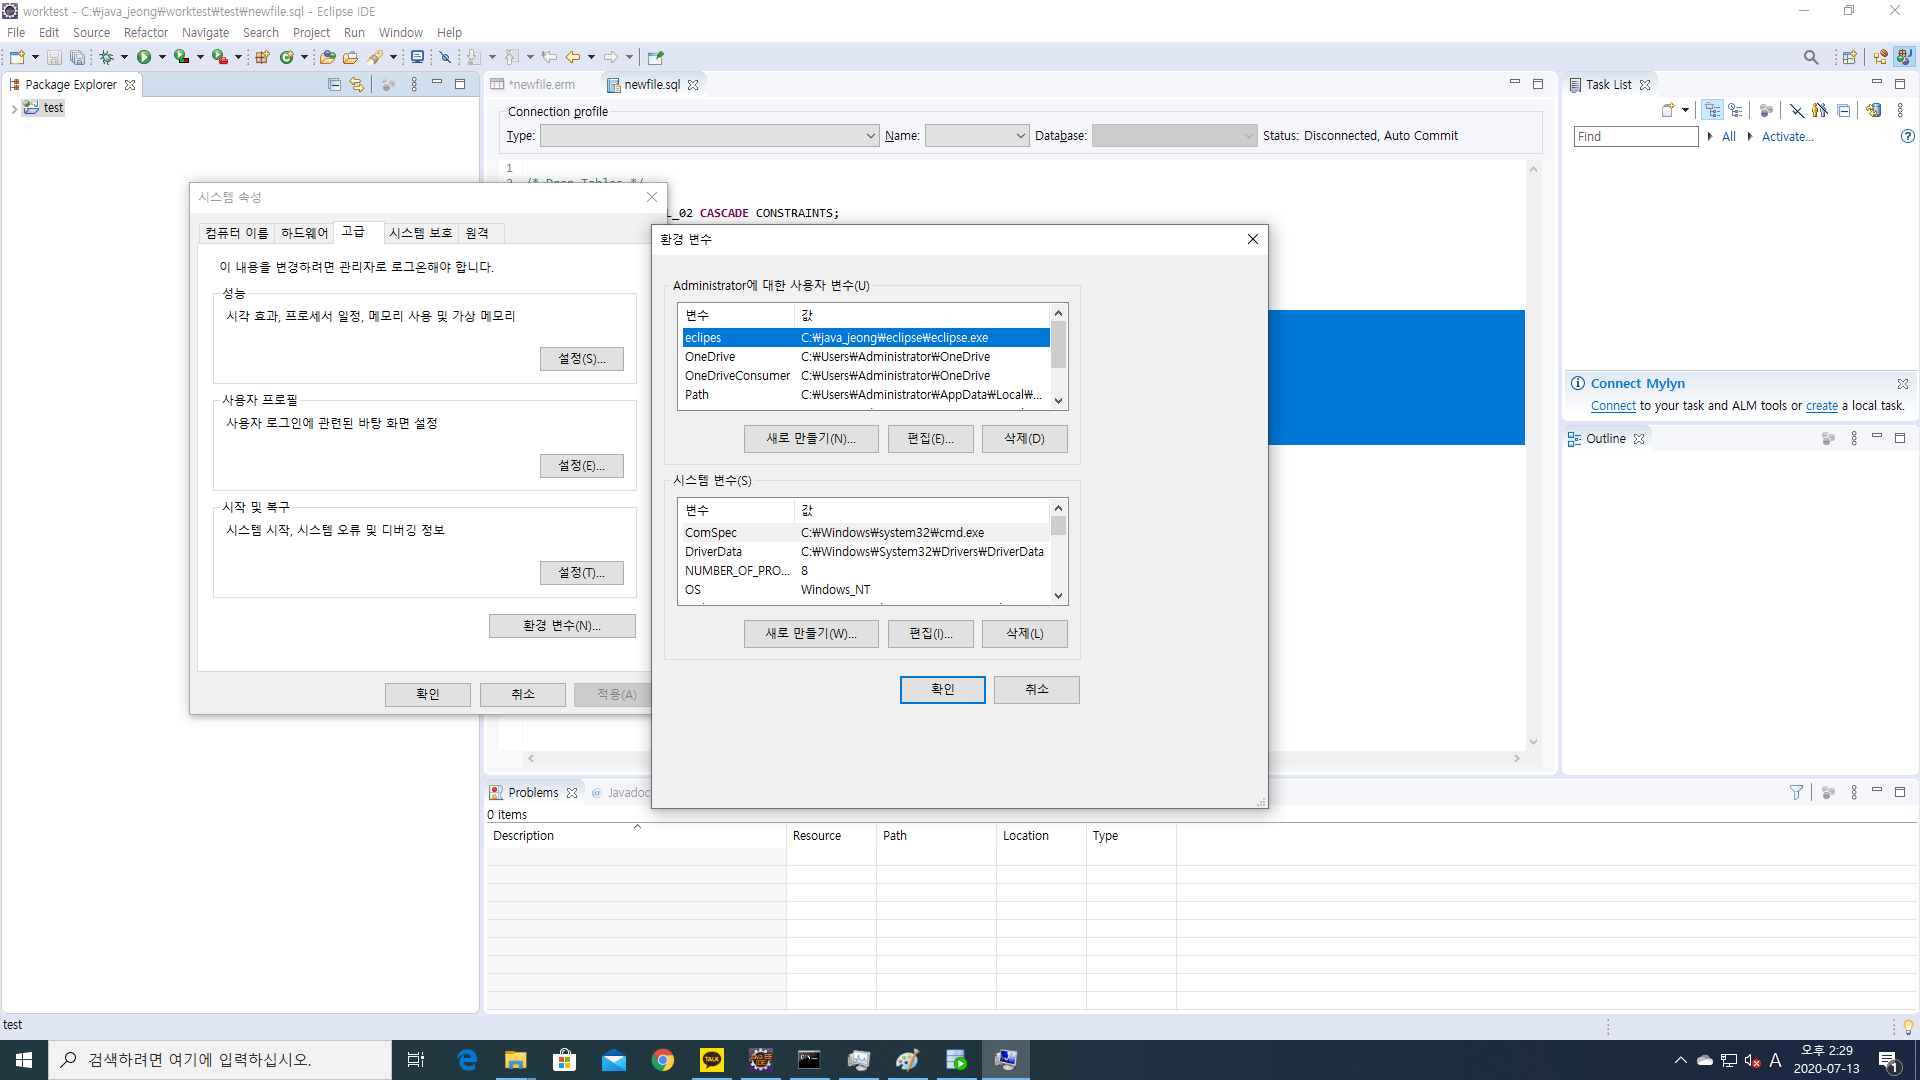 worktest - C:₩java_jeong₩worktest₩test₩newfile.sql - Eclipse IDE
File Edit Source Refactor Navigate Search Project Run Window Help
Package Explorer
test
*newfile.erm
newfile.sql
Connection profile
Type: Name: Database: Status: Disconnected, Auto Commit
1
/* Drop Tables */
_02 CASCADE CONSTRAINTS;
Task List
Find
All
Activate...
Connect Mylyn
Connect to your task and ALM tools or create a local task.
Outline
시스템 속성
컴퓨터 이름 하드웨어 고급 시스템 보호 원격
이 내용을 변경하려면 관리자로 로그온해야 합니다.
성능
시각 효과, 프로세서 일정, 메모리 사용 및 가상 메모리
설정(S)...
사용자 프로필
사용자 로그인에 관련된 바탕 화면 설정
설정(E)...
시작 및 복구
시스템 시작, 시스템 오류 및 디버깅 정보
설정(T)...
환경 변수(N)...
확인 취소 적용(A)
환경 변수
Administrator에 대한 사용자 변수(U)
변수 값
eclipes C:₩java_jeong₩eclipse₩eclipse.exe
OneDrive C:₩Users₩Administrator₩OneDrive
OneDriveConsumer C:₩Users₩Administrator₩OneDrive
Path C:₩Users₩Administrator₩AppData₩Local₩...
새로 만들기(N)... 편집(E)... 삭제(D)
시스템 변수(S)
변수 값
ComSpec C:₩Windows₩system32₩cmd.exe
DriverData C:₩Windows₩System32₩Drivers₩DriverData
NUMBER_OF_PRO... 8
OS Windows_NT
새로 만들기(W)... 편집(I)... 삭제(L)
확인 취소
Problems @ Javadoc
0 items
Description Resource Path Location Type
test
검색하려면 여기에 입력하십시오.
TALK
A
오후 2:29
2020-07-13
1